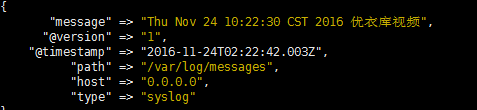 {
"message" => "Thu Nov 24 10:22:30 CST 2016 优衣库视频",
"@version" => "1",
"@timestamp" => "2016-11-24T02:22:42.003Z",
"path" => "/var/log/messages",
"host" => "0.0.0.0",
"type" => "syslog"
}